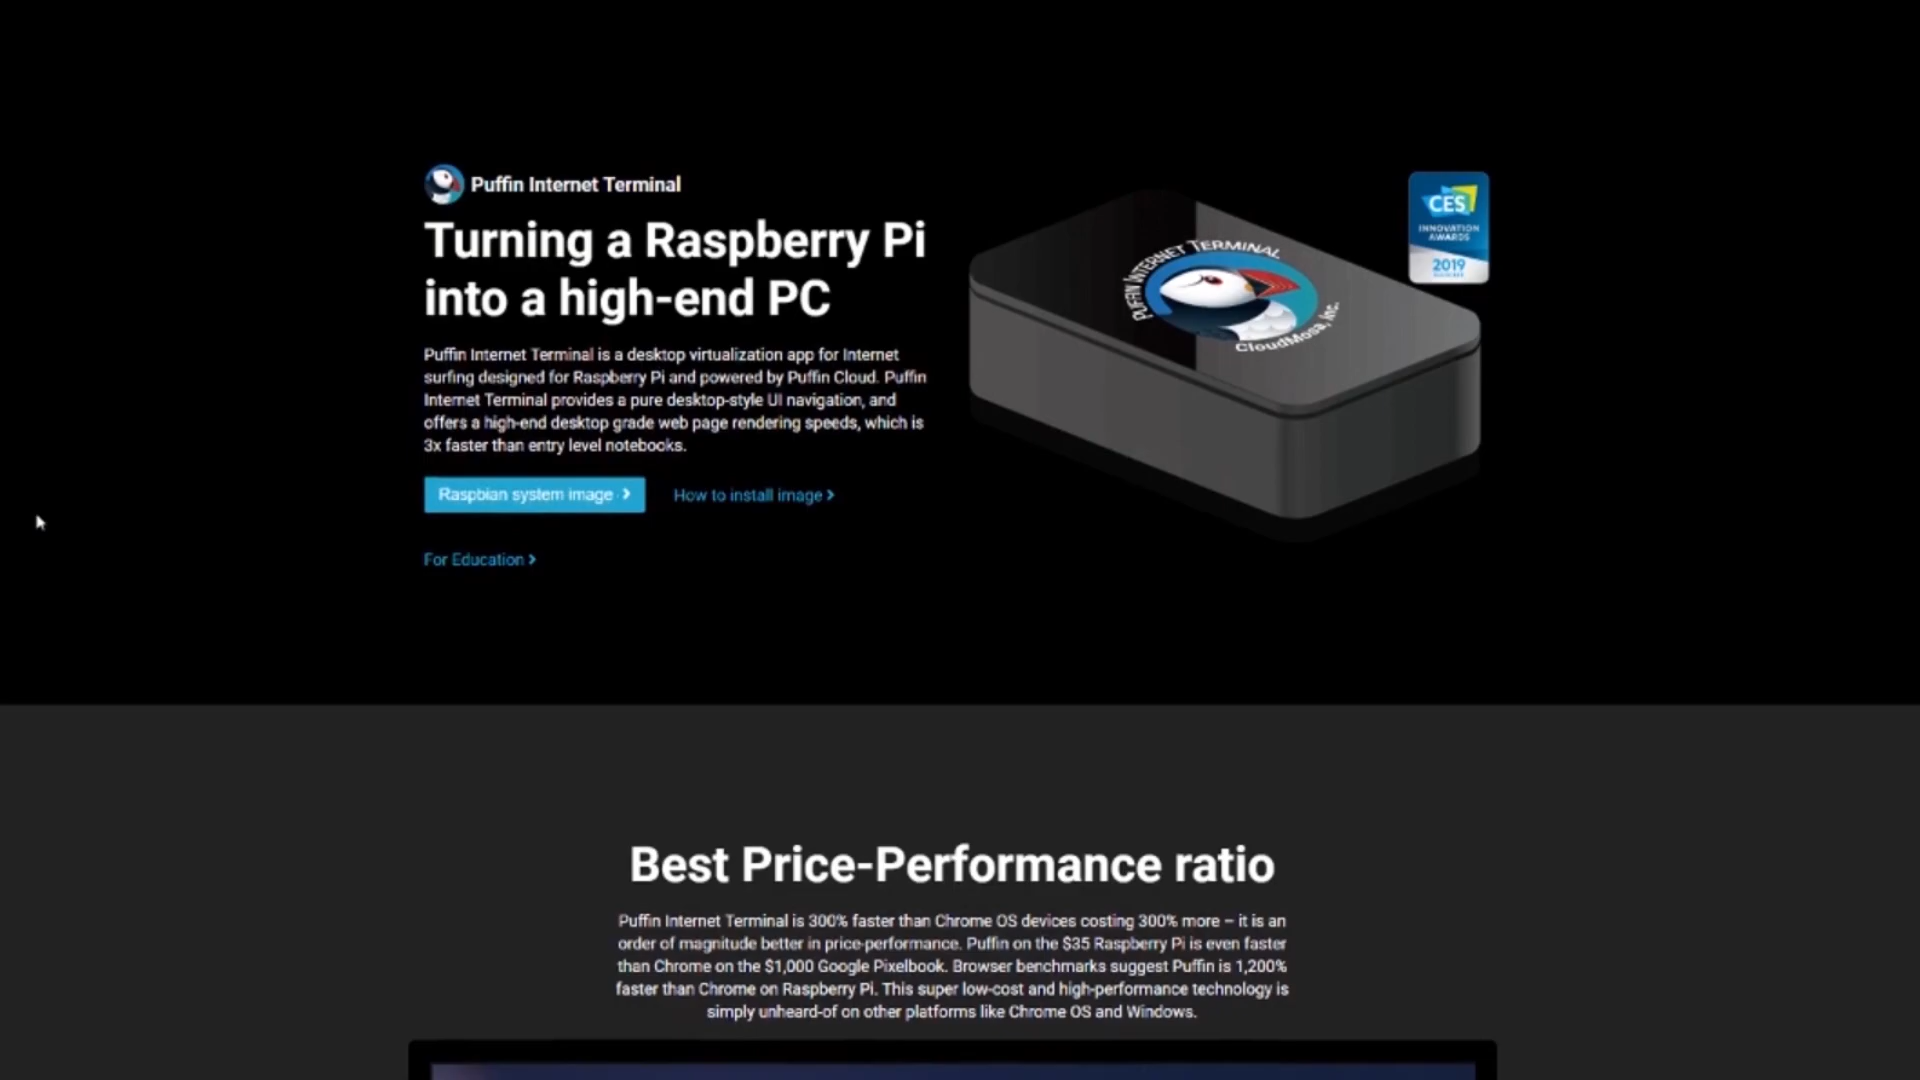 Puffin Internet Terminal
Turning a Raspberry Pi
into a high-end PC
Puffin Internet Terminal is a desktop virtualization app for Internet
surfing designed for Raspberry Pi and powered by Puffin Cloud. Puffin
Internet Terminal provides a pure desktop-style UI navigation, and
offers a high-end desktop grade web page rendering speeds, which is
3x faster than entry level notebooks.
Raspbian system image
How to install image
For Education
PUFFIN INTERNET TERMINAL
CloudMosa, Inc.
CES
INNOVATION
AWARDS
2019
Best Price-Performance ratio
Puffin Internet Terminal is 300% faster than Chrome OS devices costing 300% more – it is an
order of magnitude better in price-performance. Puffin on the $35 Raspberry Pi is even faster
than Chrome on the $1,000 Google Pixelbook. Browser benchmarks suggest Puffin is 1,200%
faster than Chrome on Raspberry Pi. This super low-cost and high-performance technology is
simply unheard-of on other platforms like Chrome OS and Windows.